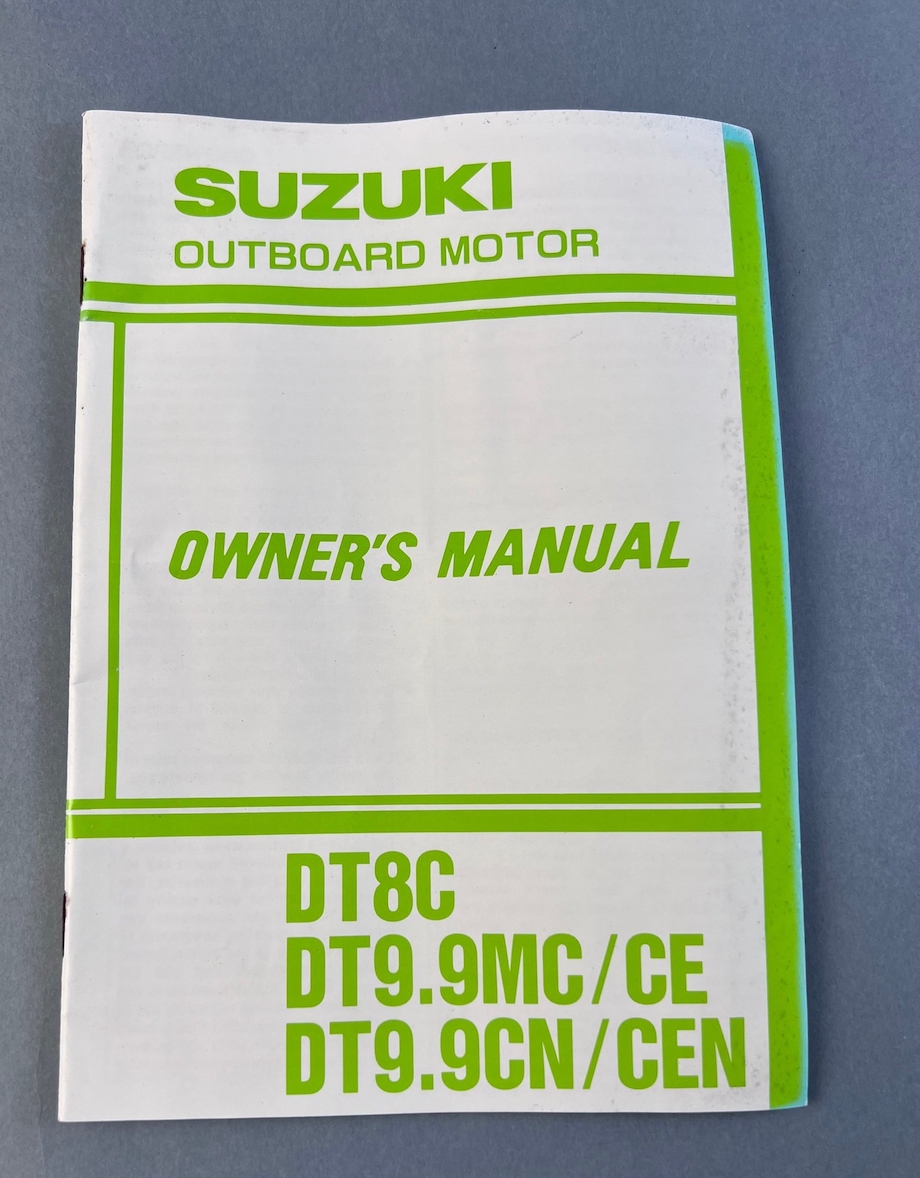 SUZUKI
OUTBOARD MOTOR
OWNER'S MANUAL
DT8C
DT9.9MC/CE
DT9.9CN/CEN